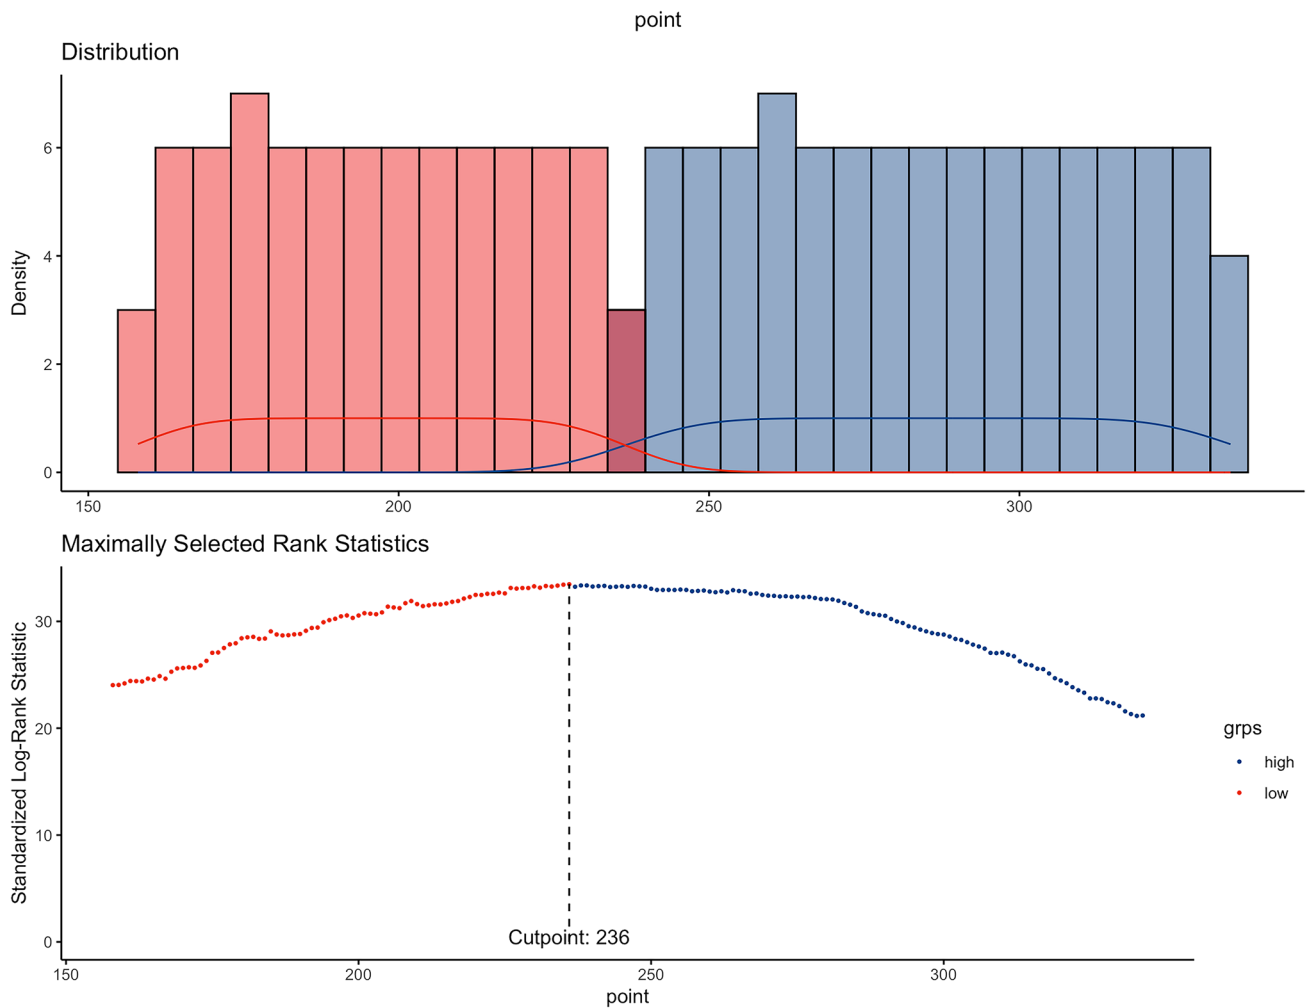 point
Distribution
Density
6
4
2
0
150 200 250 300
Maximally Selected Rank Statistics
Standardized Log-Rank Statistic
30
20
10
0
Cutpoint: 236
150 200 250 300
point
grps
high
low